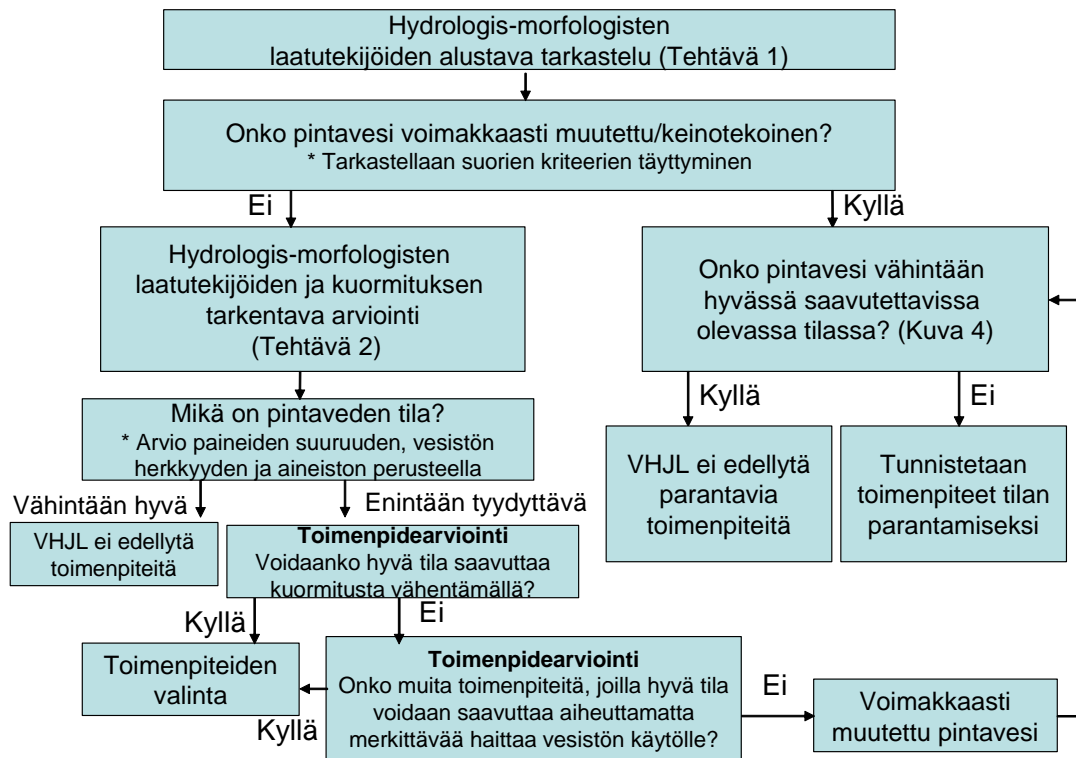 Hydrologis-morfologisten
laatutekijöiden alustava tarkastelu (Tehtävä 1)
Onko pintavesi voimakkaasti muutettu/keinotekoinen?
* Tarkastellaan suorien kriteerien täyttyminen
Ei
Kyllä
Hydrologis-morfologisten
laatutekijöiden ja kuormituksen
tarkentava arviointi
(Tehtävä 2)
Onko pintavesi vähintään
hyvässä saavutettavissa
olevassa tilassa? (Kuva 4)
Kyllä
Ei
Mikä on pintaveden tila?
* Arvio paineiden suuruuden, vesistön
herkkyyden ja aineiston perusteella
VHJL ei edellytä
parantavia
toimenpiteitä
Tunnistetaan
toimenpiteet tilan
parantamiseksi
Vähintään hyvä
Enintään tyydyttävä
VHJL ei edellytä
toimenpiteitä
Toimenpidearviointi
Voidaanko hyvä tila saavuttaa
kuormitusta vähentämällä?
Kyllä
Ei
Toimenpiteiden
valinta
Kyllä
Toimenpidearviointi
Onko muita toimenpiteitä, joilla hyvä tila
voidaan saavuttaa aiheuttamatta
merkittävää haittaa vesistön käytölle?
Ei
Voimakkaasti
muutettu pintavesi